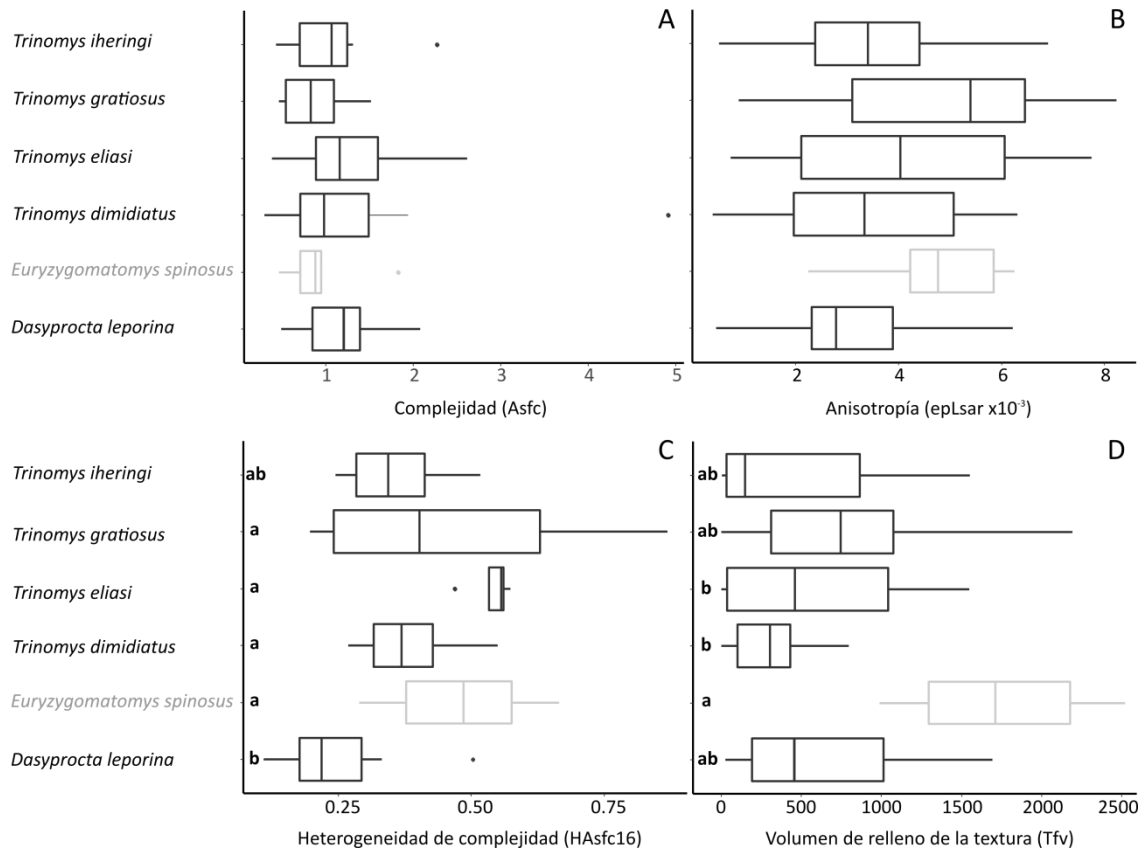 A
B
Trinomys iheringi
Trinomys gratiosus
Trinomys eliasi
Trinomys dimidiatus
Euryzygomatomys spinosus
Dasyprocta leporina
1 2 3 4 5
2 4 6 8
Complejidad (Asfc)
Anisotropía (epLsar x10⁻³)
C
D
Trinomys iheringi ab ab
Trinomys gratiosus a ab
Trinomys eliasi a b
Trinomys dimidiatus a b
Euryzygomatomys spinosus a a
Dasyprocta leporina b ab
0.25 0.50 0.75
0 500 1000 1500 2000 2500
Heterogeneidad de complejidad (HAsfc16)
Volumen de relleno de la textura (Tfv)